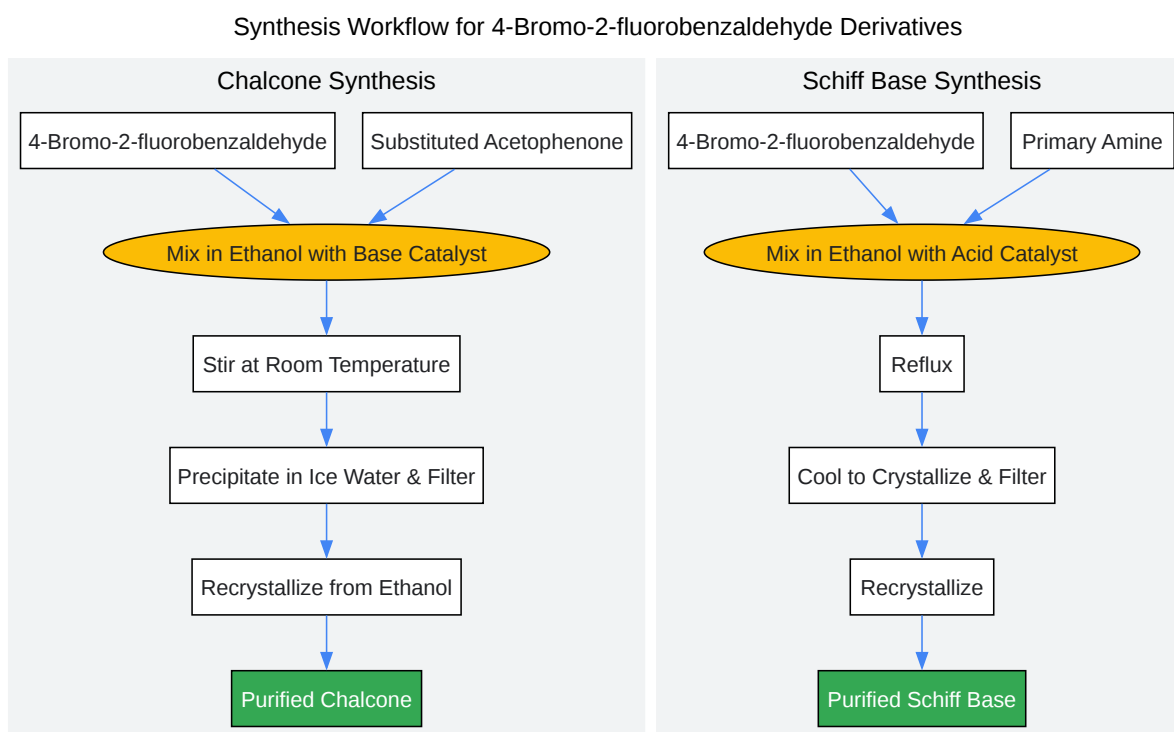 Synthesis Workflow for 4-Bromo-2-fluorobenzaldehyde Derivatives
Chalcone Synthesis
4-Bromo-2-fluorobenzaldehyde
Substituted Acetophenone
Mix in Ethanol with Base Catalyst
Stir at Room Temperature
Precipitate in Ice Water & Filter
Recrystallize from Ethanol
Purified Chalcone
Schiff Base Synthesis
4-Bromo-2-fluorobenzaldehyde
Primary Amine
Mix in Ethanol with Acid Catalyst
Reflux
Cool to Crystallize & Filter
Recrystallize
Purified Schiff Base